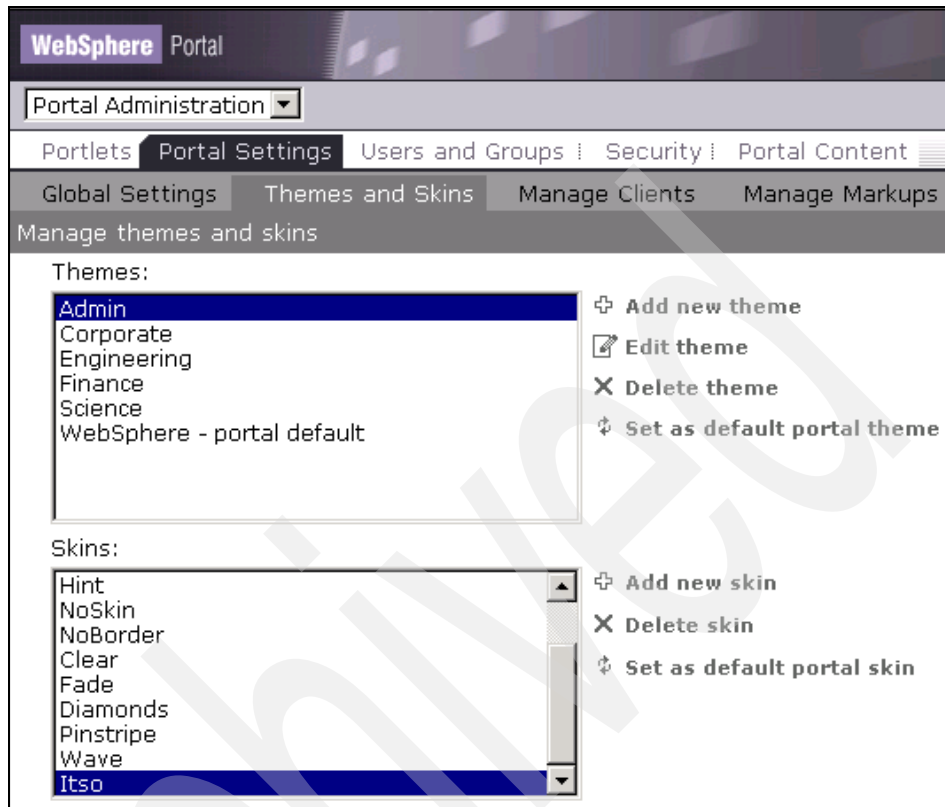 WebSphere Portal
Portal Administration
Portlets Portal Settings Users and Groups Security Portal Content
Global Settings Themes and Skins Manage Clients Manage Markups
Manage themes and skins
Themes:
Admin
Corporate
Engineering
Finance
Science
WebSphere - portal default
Add new theme
Edit theme
Delete theme
Set as default portal theme
Skins:
Hint
NoSkin
NoBorder
Clear
Fade
Diamonds
Pinstripe
Wave
Itso
Add new skin
Delete skin
Set as default portal skin